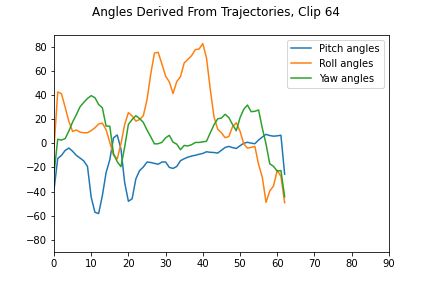 Angles Derived From Trajectories, Clip 64
80
60
40
20
0
−20
−40
−60
−80
Pitch angles
Roll angles
Yaw angles
0 10 20 30 40 50 60 70 80 90